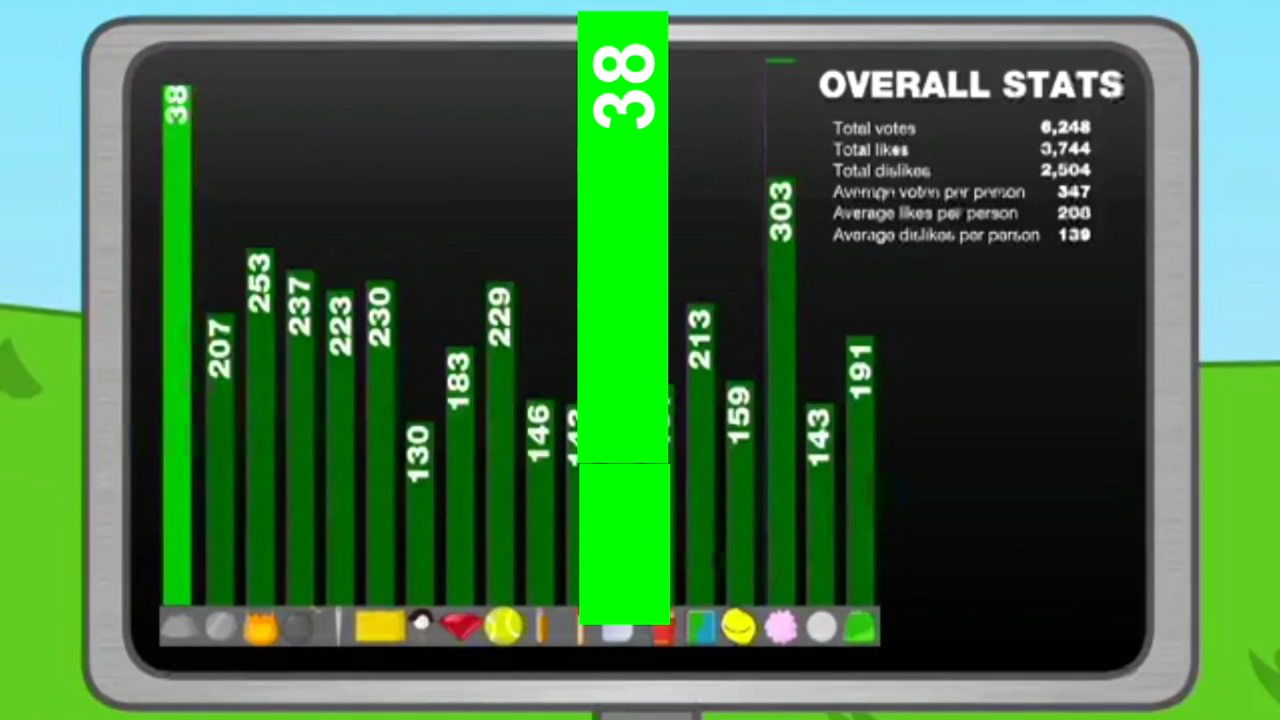 38
38
OVERALL STATS
Total votes 6,248
Total likes 3,744
Total dislikes 2,504
Average votes per person 347
Average likes per person 208
Average dislikes per person 139
303
253
237
223
230
229
213
207
183
191
159
146
143
130